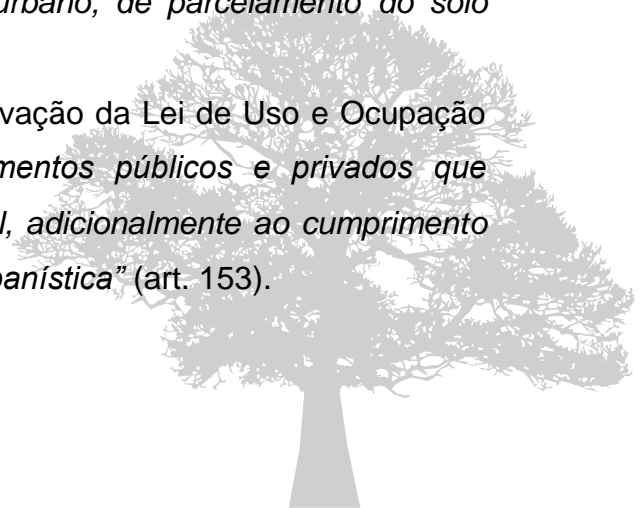 urbano, de parcelamento do solo
vação da Lei de Uso e Ocupação
mentos públicos e privados que
l, adicionalmente ao cumprimento
panística” (art. 153).